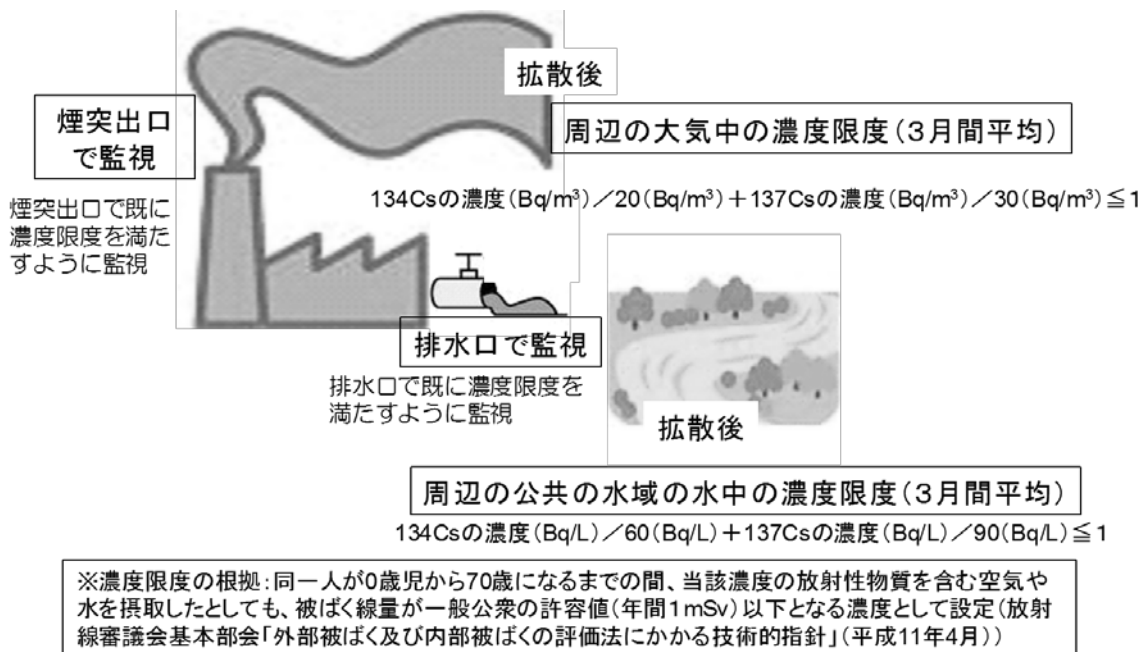 拡散後
煙突出口
で監視
周辺の大気中の濃度限度(3月間平均)
煙突出口で既に
濃度限度を満た
すように監視
134Csの濃度(Bq/m³)/20(Bq/m³)+137Csの濃度(Bq/m³)/30(Bq/m³)≦1
排水口で監視
排水口で既に濃度限度を
満たすように監視
拡散後
周辺の公共の水域の水中の濃度限度(3月間平均)
134Csの濃度(Bq/L)/60(Bq/L)+137Csの濃度(Bq/L)/90(Bq/L)≦1
※濃度限度の根拠:同一人が0歳児から70歳になるまでの間、当該濃度の放射性物質を含む空気や
水を摂取したとしても、被ばく線量が一般公衆の許容値(年間1mSv)以下となる濃度として設定(放射
線審議会基本部会「外部被ばく及び内部被ばくの評価法にかかる技術的指針」(平成11年4月))